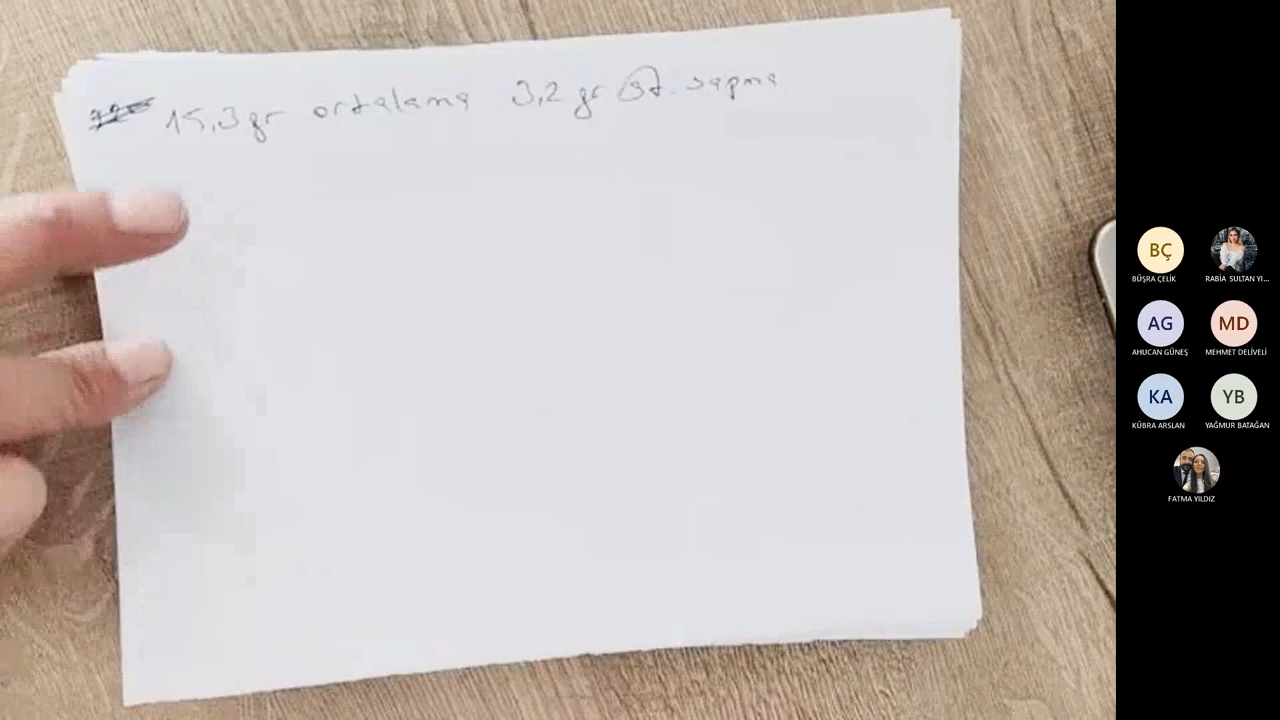 15,3 gr ortalama 3,2 gr st. sapma
BÇ
BÜŞRA ÇELİK
RABİA SULTAN YI...
AG
AHUCAN GÜNEŞ
MD
MEHMET DELİVELİ
KA
KÜBRA ARSLAN
YB
YAĞMUR BATAĞAN
FATMA YILDIZ